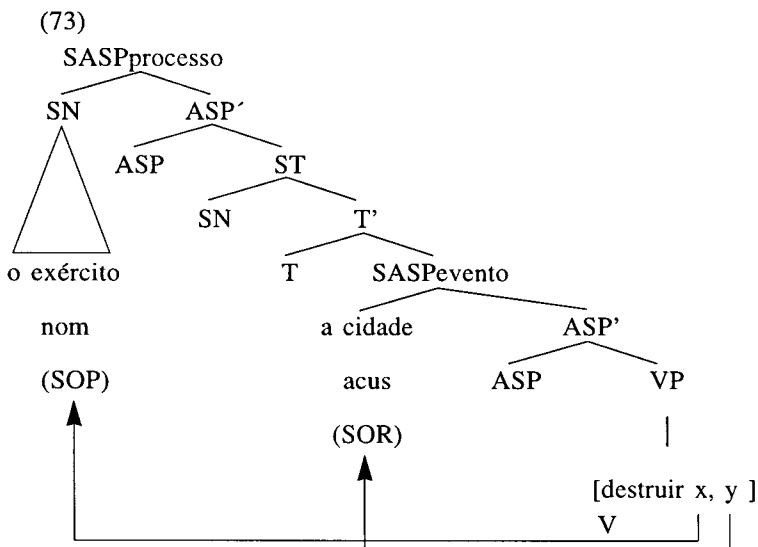 (73)
SASPprocesso
SN ASP´
ASP ST
SN T'
o exército T SASPevento
nom a cidade ASP'
(SOP) acus ASP VP
(SOR)
[destruir x, y ]
V